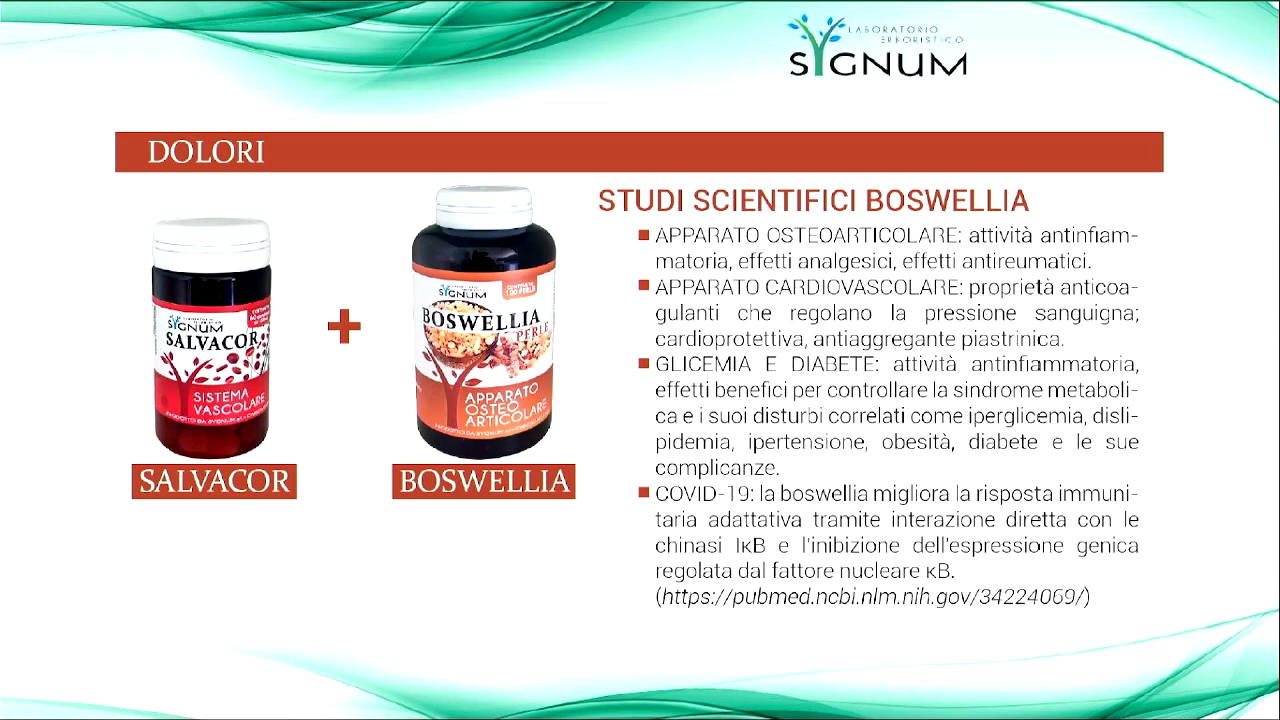 LABORATORIO
ERBORISTICO
SYGNUM
DOLORI
STUDI SCIENTIFICI BOSWELLIA
APPARATO OSTEOARTICOLARE: attività antinfiam-
matoria, effetti analgesici, effetti antireumatici.
APPARATO CARDIOVASCOLARE: proprietà anticoa-
gulanti che regolano la pressione sanguigna;
cardioprotettiva, antiaggregante piastrinica.
GLICEMIA E DIABETE: attività antinfiammatoria,
effetti benefici per controllare la sindrome metaboli-
ca e i suoi disturbi correlati come iperglicemia, disli-
pidemia, ipertensione, obesità, diabete e le sue
complicanze.
COVID-19: la boswellia migliora la risposta immuni-
taria adattativa tramite interazione diretta con le
chinasi IκB e l'inibizione dell'espressione genica
regolata dal fattore nucleare κB.
(https://pubmed.ncbi.nlm.nih.gov/34224069/)
SYGNUM
SALVACOR
SISTEMA
VASCOLARE
SALVACOR
+
SYGNUM
BOSWELLIA
PERLE
APPARATO
OSTEO
ARTICOLARE
BOSWELLIA